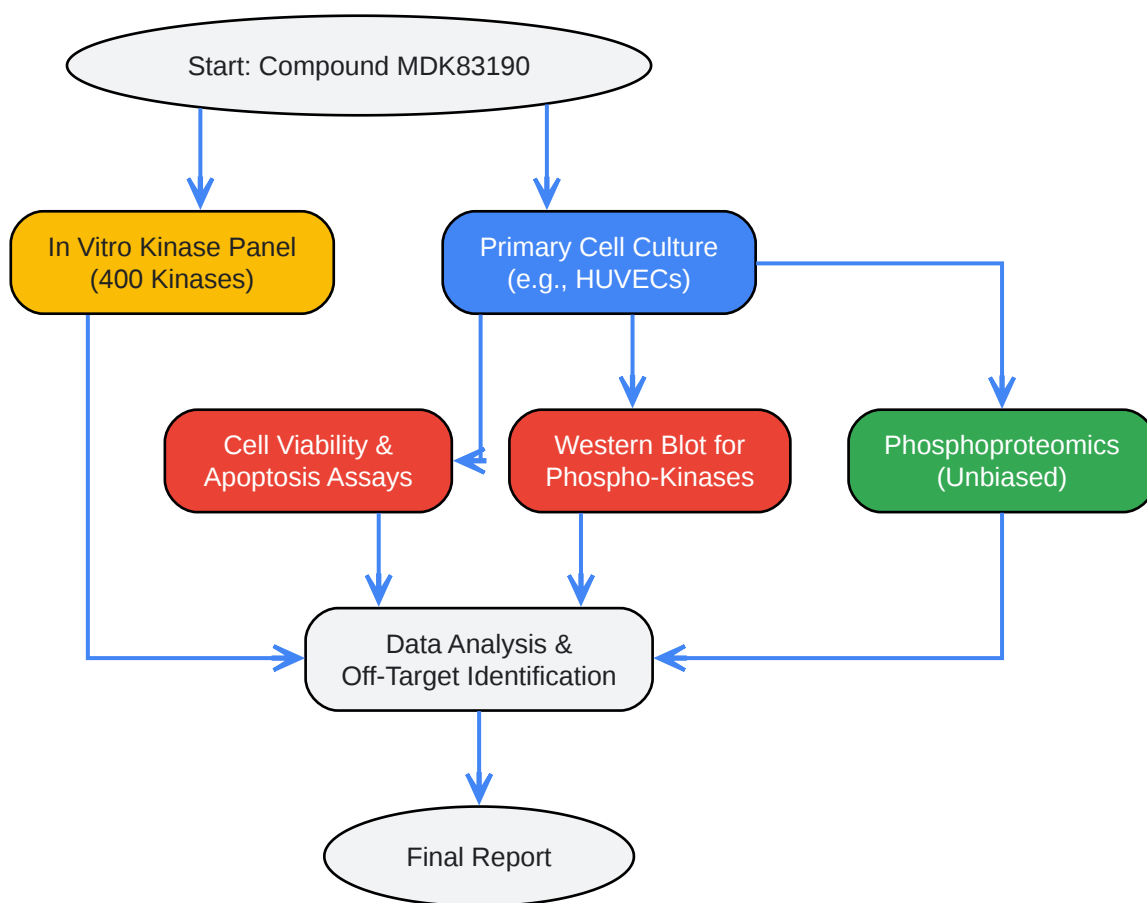 Start: Compound MDK83190
In Vitro Kinase Panel
(400 Kinases)
Primary Cell Culture
(e.g., HUVECs)
Cell Viability &
Apoptosis Assays
Western Blot for
Phospho-Kinases
Phosphoproteomics
(Unbiased)
Data Analysis &
Off-Target Identification
Final Report